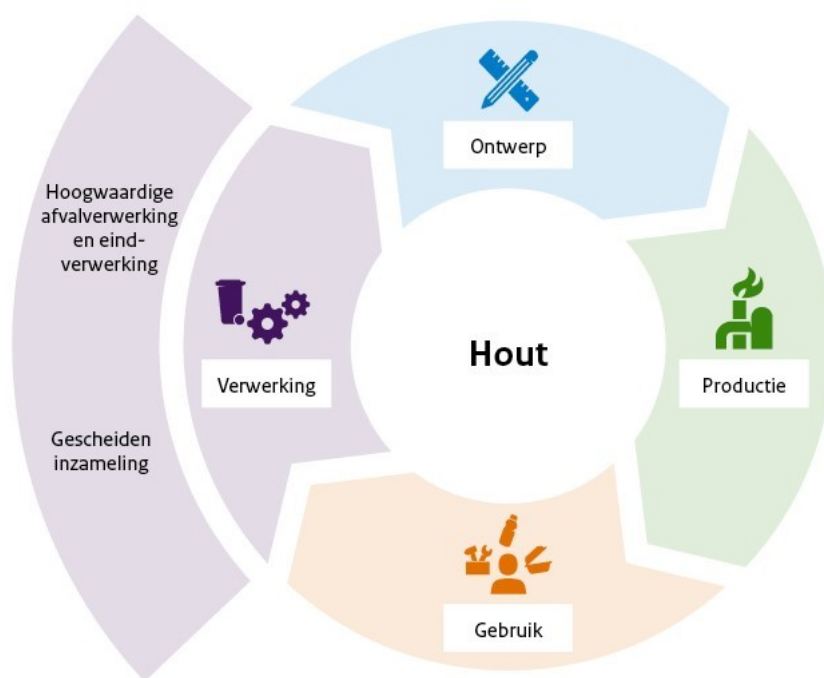 Ontwerp
Hoogwaardige
afvalverwerking
en eind-
verwerking
Hout
Verwerking
Productie
Gescheiden
inzameling
Gebruik